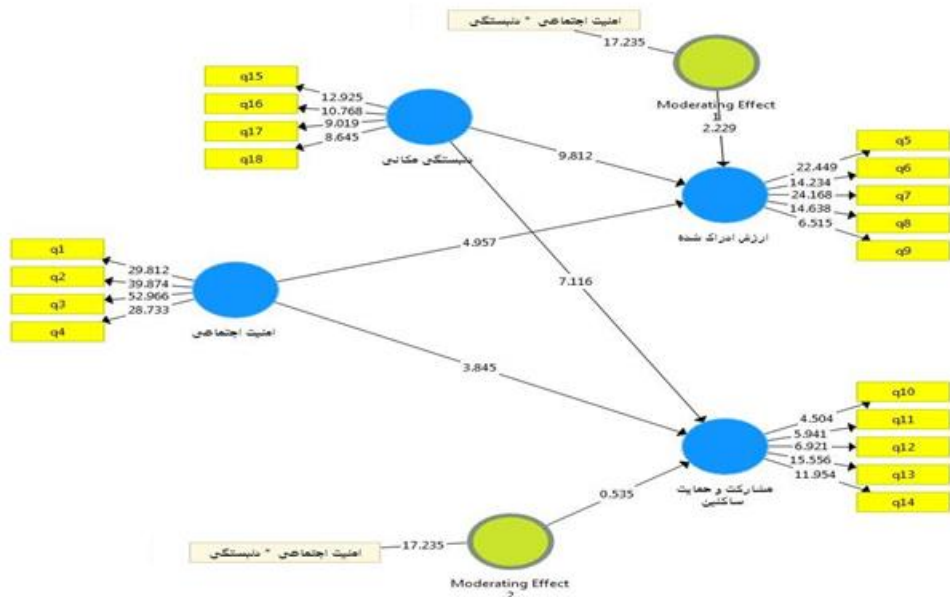 امنیت اجتماعی * دلبستگی
17.235
Moderating Effect
1
2.229
q15
q16
q17
q18
12.925
10.768
9.019
8.645
دلبستگی مکانی
9.812
q5
q6
q7
q8
q9
22.449
14.234
24.168
14.638
6.515
ارزش ادراک شده
4.957
7.116
q1
q2
q3
q4
29.812
39.874
52.966
28.733
امنیت اجتماعی
3.845
q10
q11
q12
q13
q14
4.504
5.941
6.921
15.556
11.954
مشارکت و حمایت
ساکنین
0.535
امنیت اجتماعی * دلبستگی
17.235
Moderating Effect
2